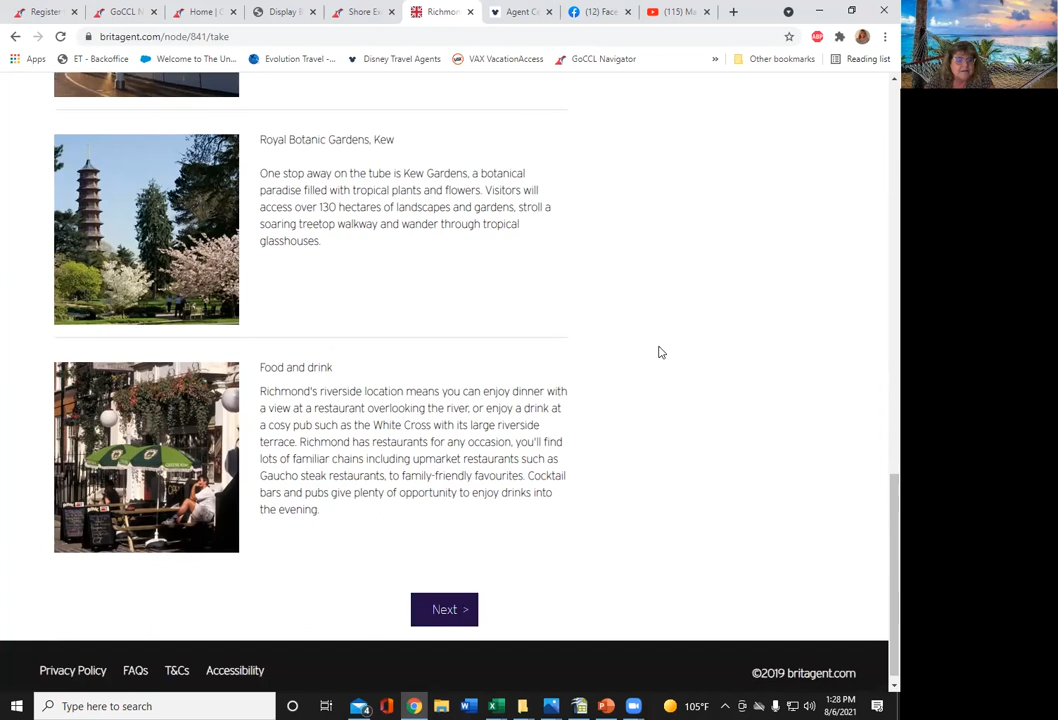 Register
GoCCL N
Home | C
Display B
Shore Ex
Richmon
Agent Ce
(12) Face
(115) Ma
britagent.com/node/841/take
Apps
ET - Backoffice
Welcome to The Un...
Evolution Travel -...
Disney Travel Agents
VAX VacationAccess
GoCCL Navigator
»
Other bookmarks
Reading list
Royal Botanic Gardens, Kew
One stop away on the tube is Kew Gardens, a botanical
paradise filled with tropical plants and flowers. Visitors will
access over 130 hectares of landscapes and gardens, stroll a
soaring treetop walkway and wander through tropical
glasshouses.
Food and drink
Richmond's riverside location means you can enjoy dinner with
a view at a restaurant overlooking the river, or enjoy a drink at
a cosy pub such as the White Cross with its large riverside
terrace. Richmond has restaurants for any occasion, you'll find
lots of familiar chains including upmarket restaurants such as
Gaucho steak restaurants, to family-friendly favourites. Cocktail
bars and pubs give plenty of opportunity to enjoy drinks into
the evening.
Next >
Privacy Policy
FAQs
T&Cs
Accessibility
©2019 britagent.com
Type here to search
105°F
1:28 PM
8/6/2021